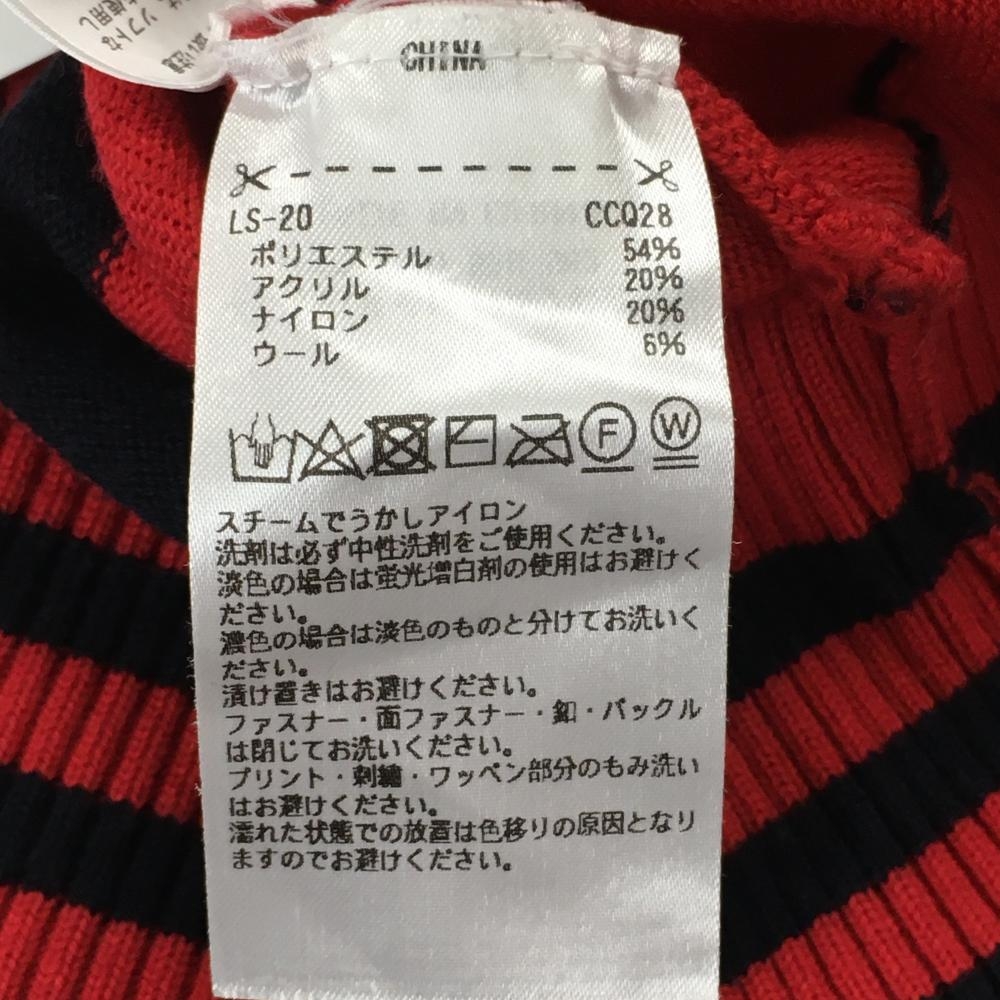 ソフトな
使用し
CHINA
LS-20 CCQ28
ポリエステル 54%
アクリル 20%
ナイロン 20%
ウール 6%
F W
スチームでうかしアイロン
洗剤は必ず中性洗剤をご使用ください。
淡色の場合は蛍光増白剤の使用はお避けく
ださい。
濃色の場合は淡色のものと分けてお洗いく
ださい。
漬け置きはお避けください。
ファスナー・面ファスナー・釦・バックル
は閉じてお洗いください。
プリント・刺繍・ワッペン部分のもみ洗い
はお避けください。
濡れた状態での放置は色移りの原因となり
ますのでお避けください。